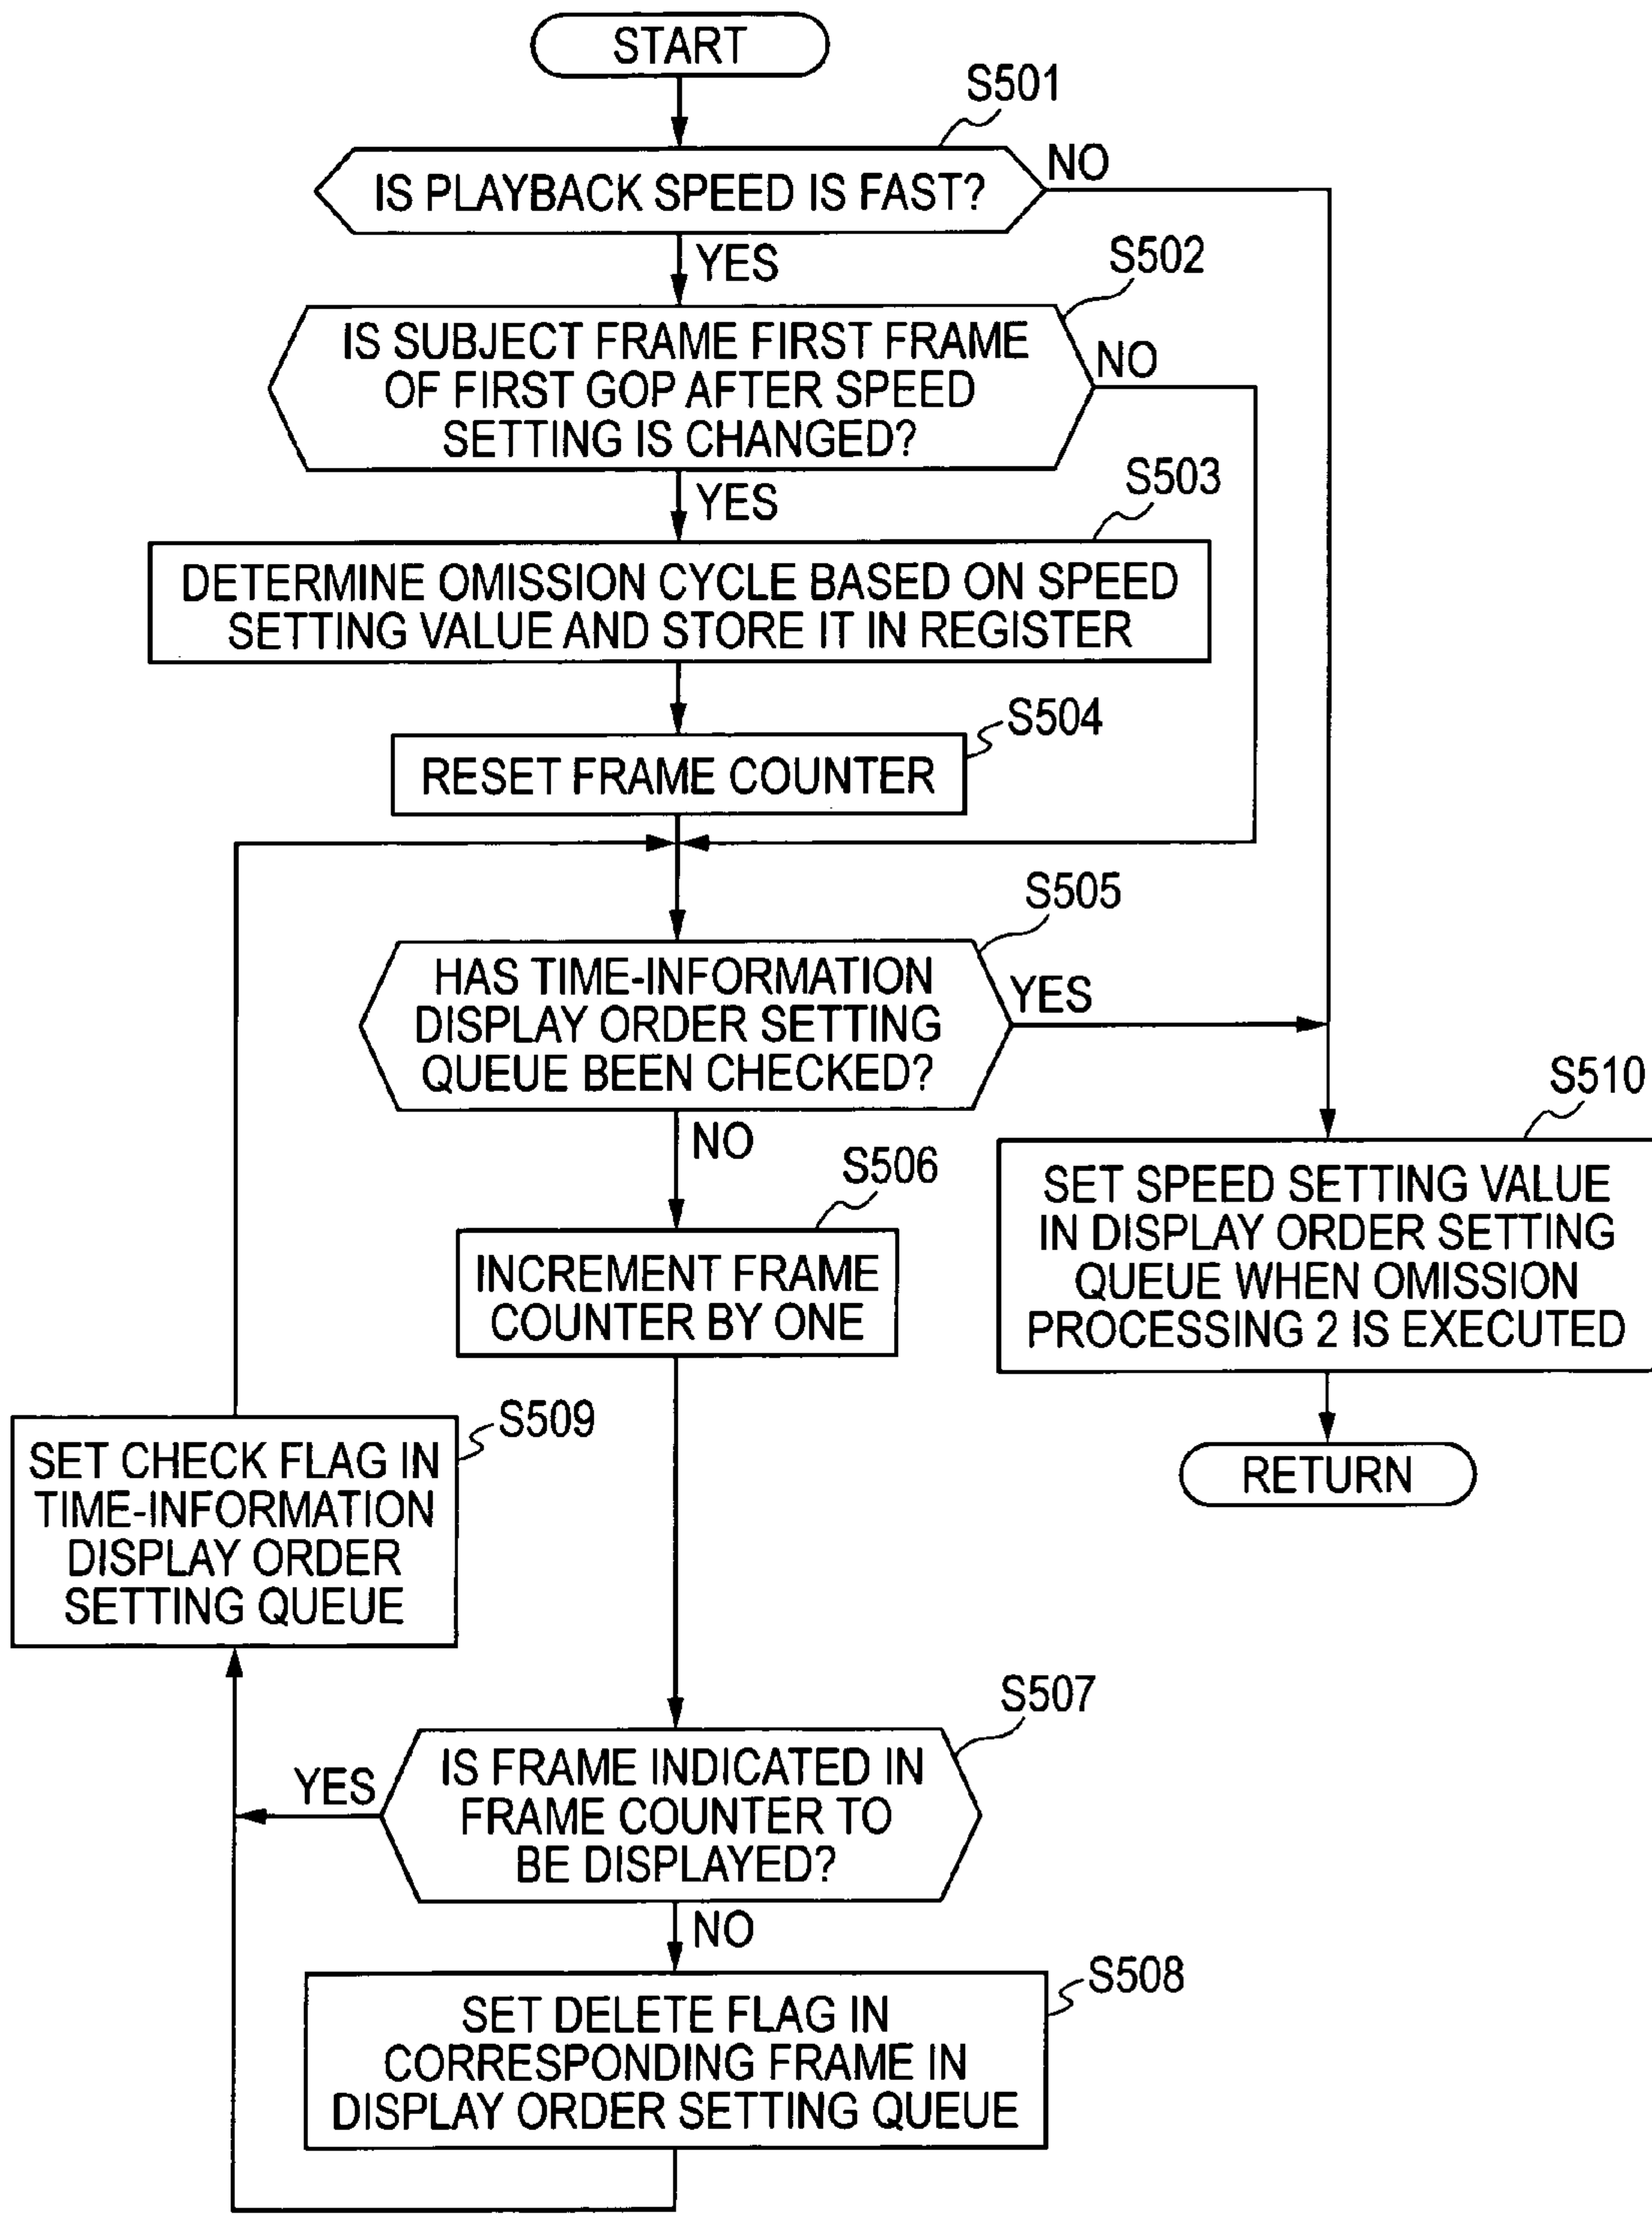 START
S501
IS PLAYBACK SPEED IS FAST?
NO
YES
S502
IS SUBJECT FRAME FIRST FRAME
OF FIRST GOP AFTER SPEED
SETTING IS CHANGED?
NO
YES
S503
DETERMINE OMISSION CYCLE BASED ON SPEED
SETTING VALUE AND STORE IT IN REGISTER
S504
RESET FRAME COUNTER
S505
HAS TIME-INFORMATION
DISPLAY ORDER SETTING
QUEUE BEEN CHECKED?
YES
NO
S506
INCREMENT FRAME
COUNTER BY ONE
S510
SET SPEED SETTING VALUE
IN DISPLAY ORDER SETTING
QUEUE WHEN OMISSION
PROCESSING 2 IS EXECUTED
RETURN
S509
SET CHECK FLAG IN
TIME-INFORMATION
DISPLAY ORDER
SETTING QUEUE
S507
IS FRAME INDICATED IN
FRAME COUNTER TO
BE DISPLAYED?
YES
NO
S508
SET DELETE FLAG IN
CORRESPONDING FRAME IN
DISPLAY ORDER SETTING QUEUE